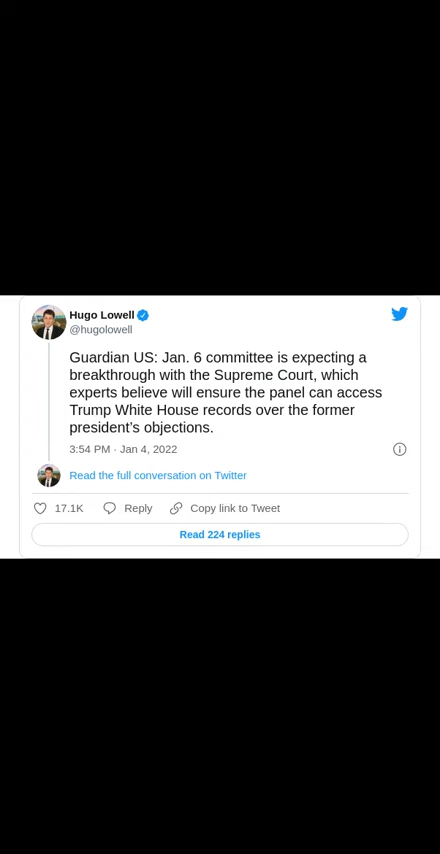 Hugo Lowell
@hugolowell
Guardian US: Jan. 6 committee is expecting a
breakthrough with the Supreme Court, which
experts believe will ensure the panel can access
Trump White House records over the former
president’s objections.
3:54 PM · Jan 4, 2022
Read the full conversation on Twitter
17.1K Reply Copy link to Tweet
Read 224 replies